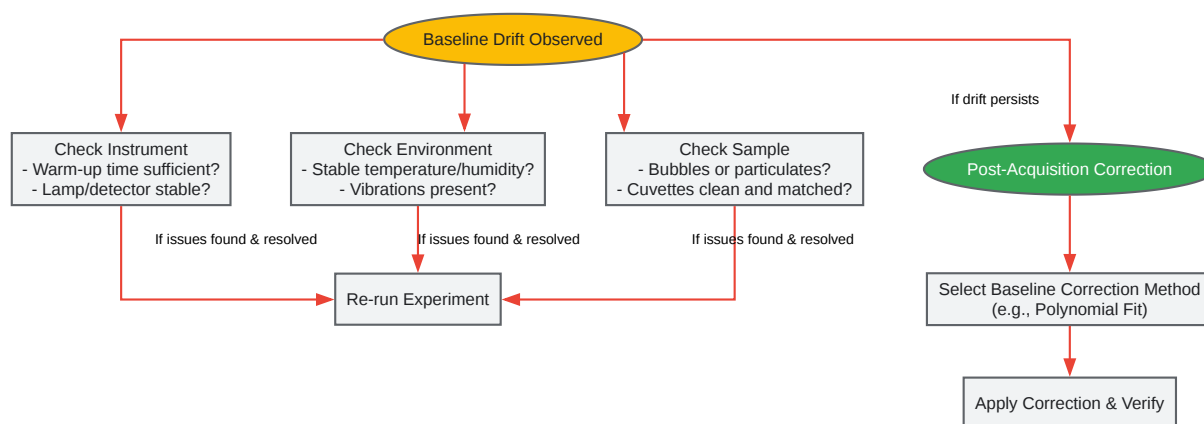 Baseline Drift Observed
If drift persists
Check Instrument
- Warm-up time sufficient?
- Lamp/detector stable?
Check Environment
- Stable temperature/humidity?
- Vibrations present?
Check Sample
- Bubbles or particulates?
- Cuvettes clean and matched?
Post-Acquisition Correction
If issues found & resolved
If issues found & resolved
If issues found & resolved
Re-run Experiment
Select Baseline Correction Method
(e.g., Polynomial Fit)
Apply Correction & Verify